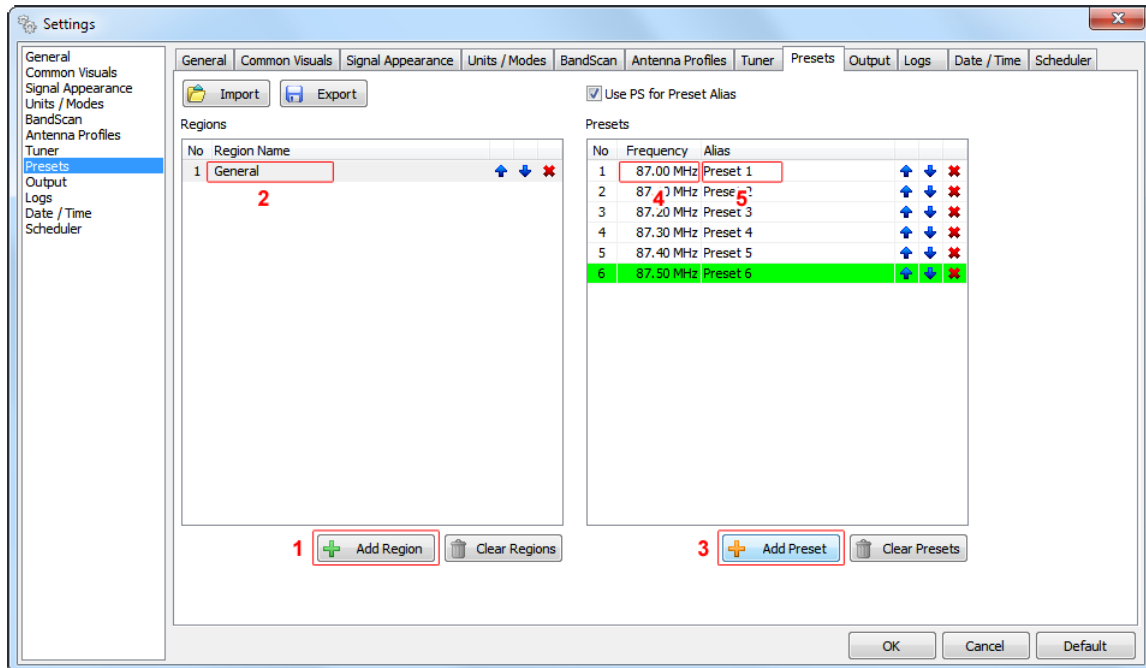 Settings
General
Common Visuals
Signal Appearance
Units / Modes
BandScan
Antenna Profiles
Tuner
Presets
Output
Logs
Date / Time
Scheduler
General Common Visuals Signal Appearance Units / Modes BandScan Antenna Profiles Tuner Presets Output Logs Date / Time Scheduler
Import Export
Use PS for Preset Alias
Regions
No Region Name
1 General
2
Presets
No Frequency Alias
1 87.00 MHz Preset 1
2 MHz
4 5
3 87.20 MHz Preset 3
4 87.30 MHz Preset 4
5 87.40 MHz Preset 5
6 87.50 MHz Preset 6
1 Add Region Clear Regions
3 Add Preset Clear Presets
OK Cancel Default